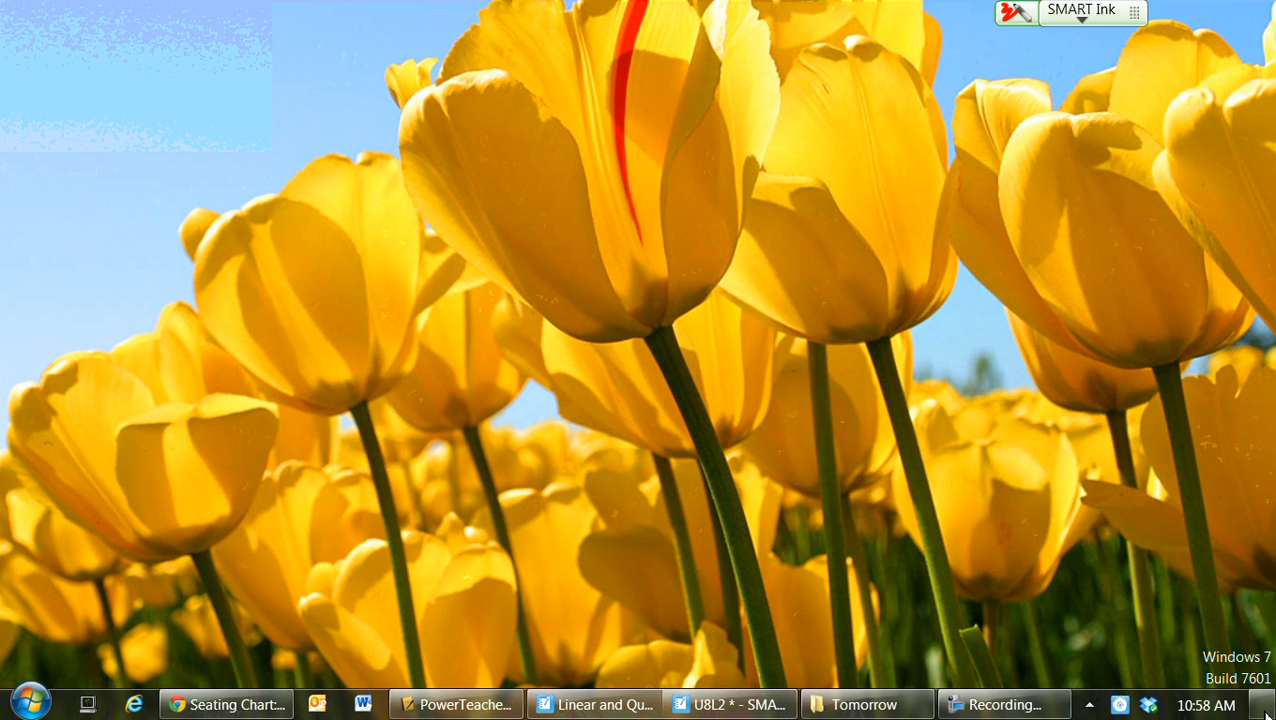 SMART Ink
Windows 7
Build 7601
Seating Chart:...
PowerTeache...
Linear and Qu...
U8L2 * - SMA...
Tomorrow
Recording...
10:58 AM